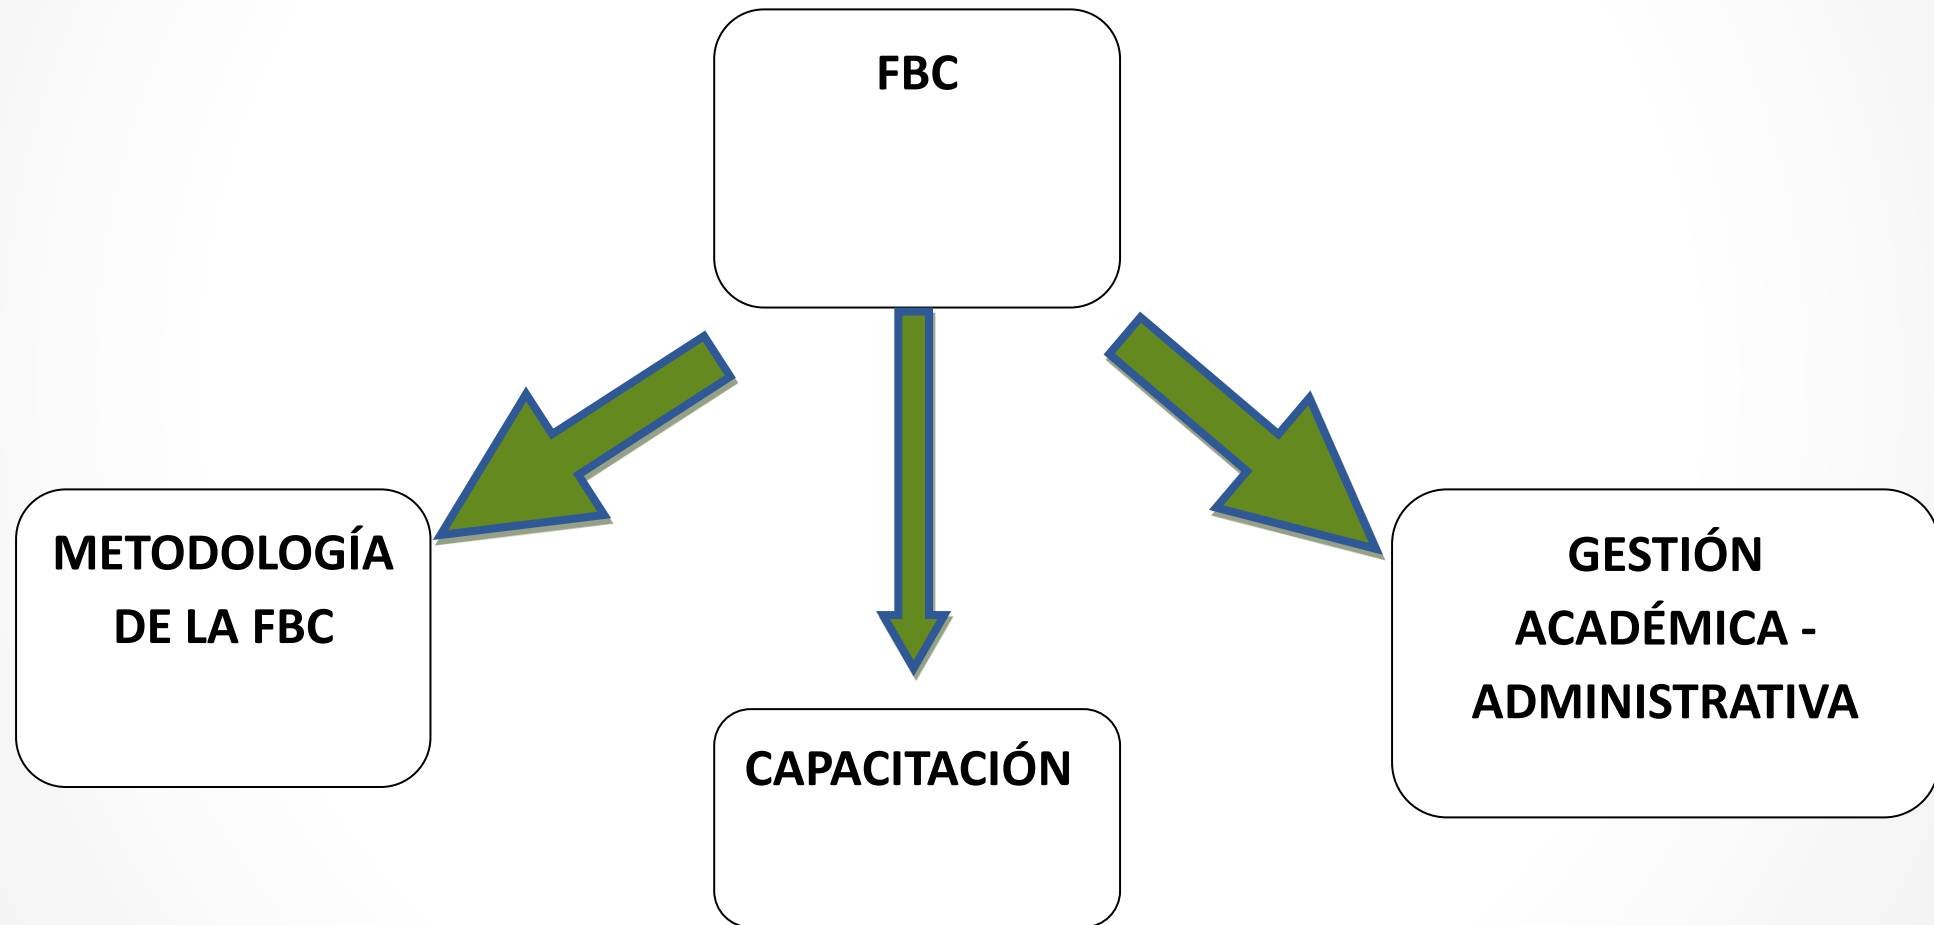 FBC
METODOLOGÍA
DE LA FBC
CAPACITACIÓN
GESTIÓN
ACADÉMICA -
ADMINISTRATIVA